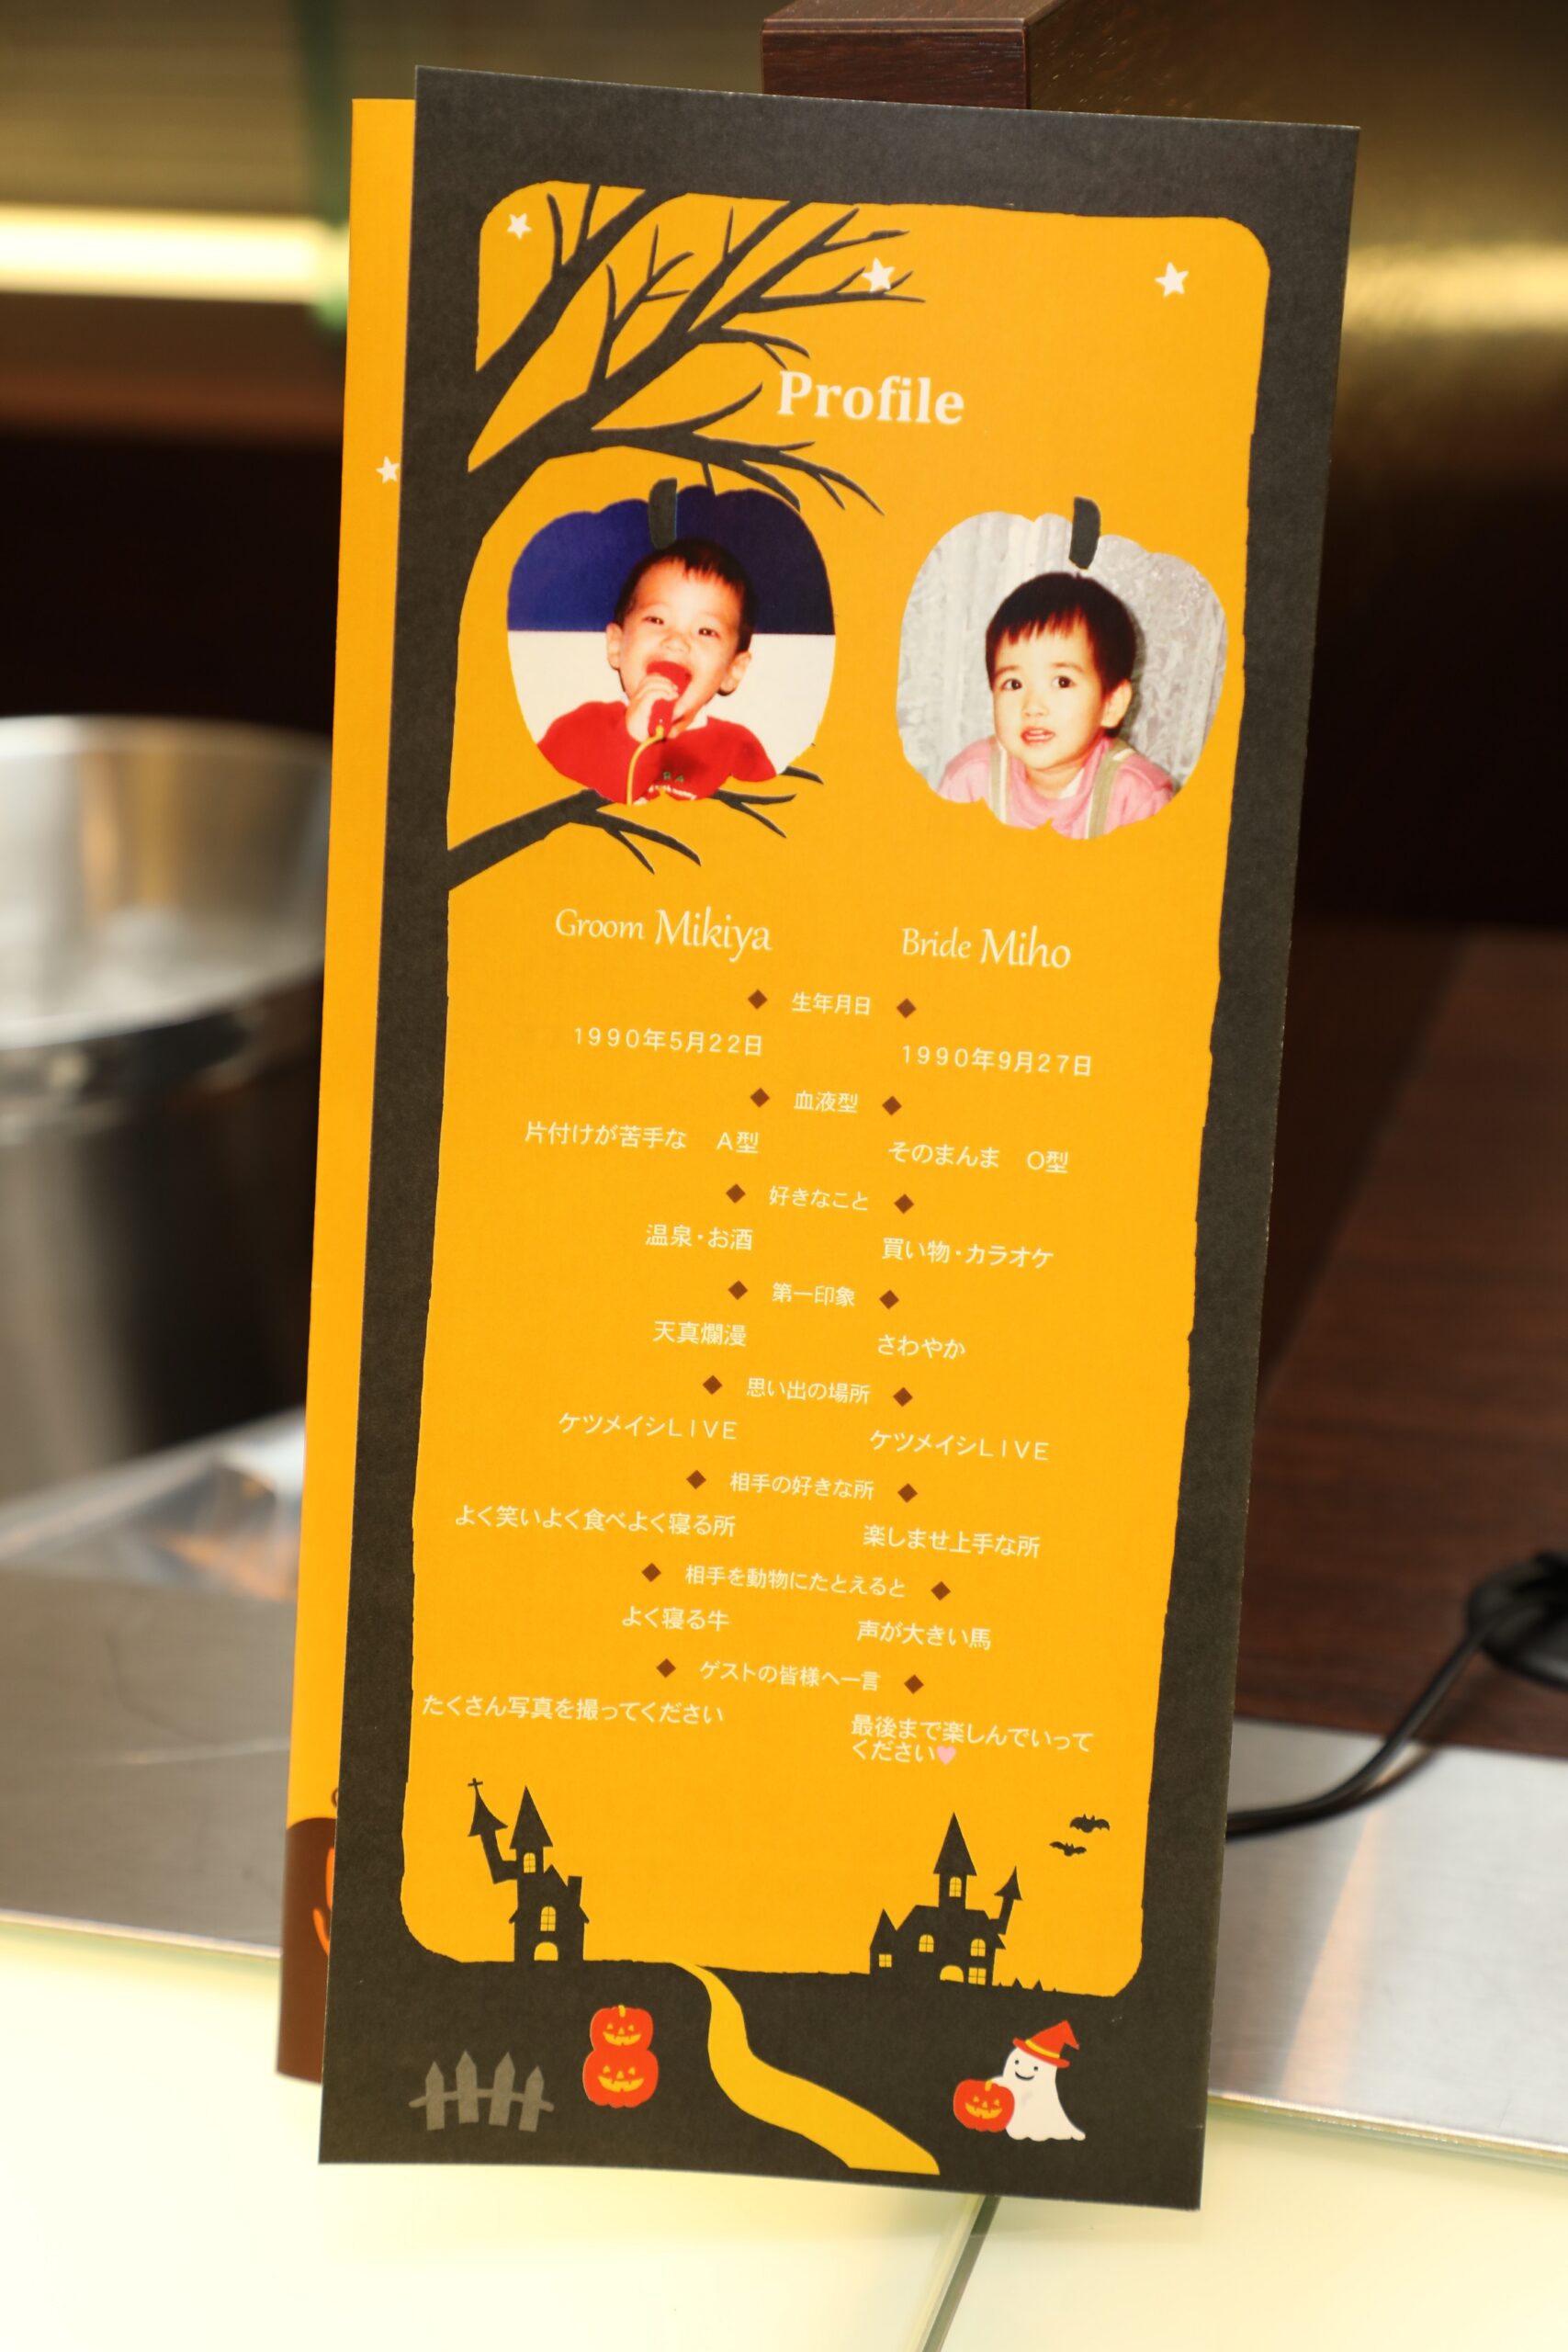 Profile
Groom Mikiya Bride Miho
◆ 生年月日 ◆
1990年5月22日 1990年9月27日
◆ 血液型 ◆
片付けが苦手な A型 そのまんま O型
◆ 好きなこと ◆
温泉・お酒 買い物・カラオケ
◆ 第一印象 ◆
天真爛漫 さわやか
◆ 思い出の場所 ◆
ケツメイシLIVE ケツメイシLIVE
◆ 相手の好きな所 ◆
よく笑いよく食べよく寝る所 楽しませ上手な所
◆ 相手を動物にたとえると ◆
よく寝る牛 声が大きい馬
◆ ゲストの皆様へ一言 ◆
たくさん写真を撮ってください 最後まで楽しんでいって
ください